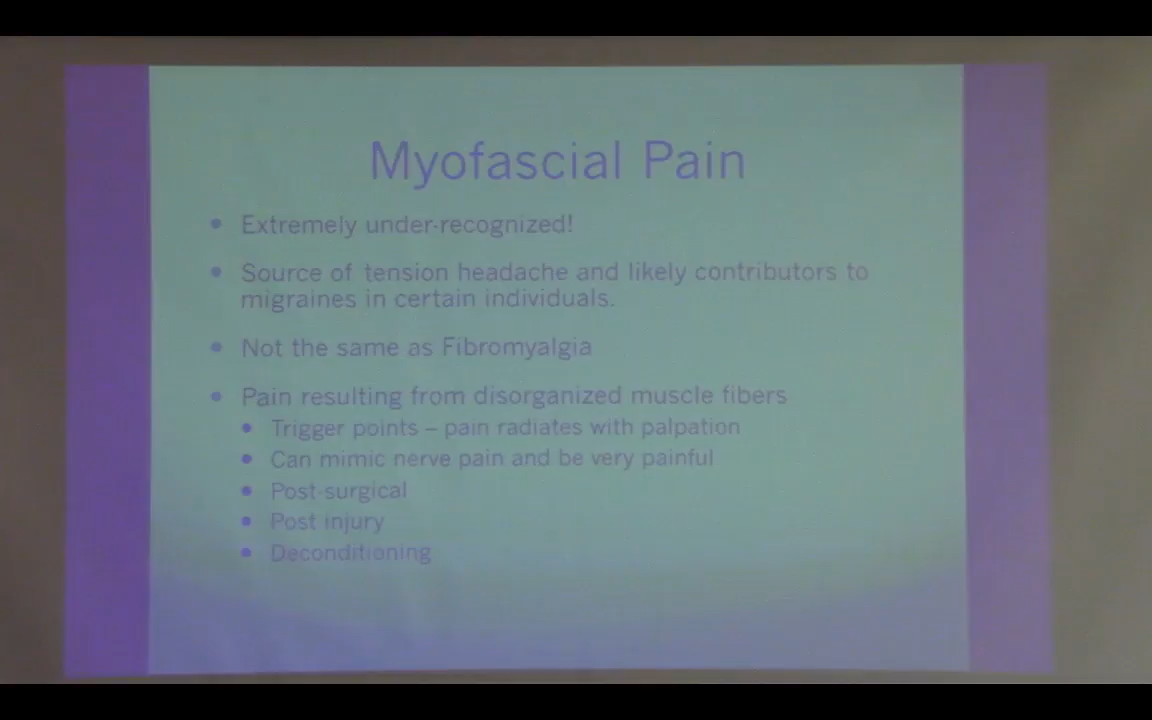 Myofascial Pain
• Extremely under-recognized!
• Source of tension headache and likely contributors to
migraines in certain individuals.
• Not the same as Fibromyalgia
• Pain resulting from disorganized muscle fibers
• Trigger points – pain radiates with palpation
• Can mimic nerve pain and be very painful
• Post-surgical
• Post injury
• Deconditioning